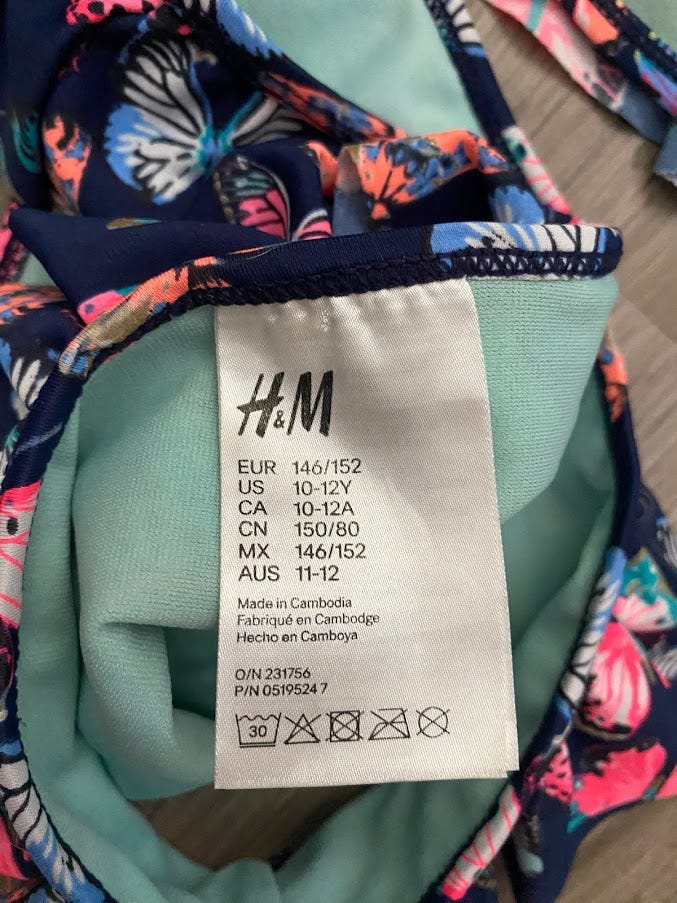 H&M
EUR 146/152
US 10-12Y
CA 10-12A
CN 150/80
MX 146/152
AUS 11-12
Made in Cambodia
Fabriqué en Cambodge
Hecho en Camboya
O/N 231756
P/N 0519524 7
30